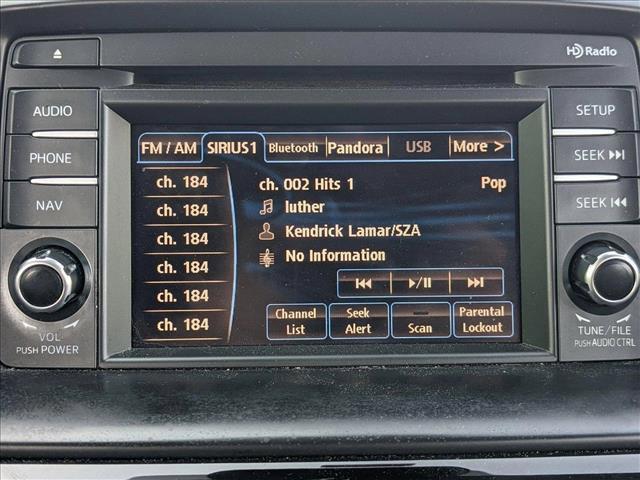 HD Radio
AUDIO
PHONE
NAV
VOL
PUSH POWER
FM / AM SIRIUS1 Bluetooth Pandora USB More >
ch. 184
ch. 184
ch. 184
ch. 184
ch. 184
ch. 184
ch. 002 Hits 1 Pop
luther
Kendrick Lamar/SZA
No Information
Channel List
Seek Alert
Scan
Parental Lockout
SETUP
SEEK
SEEK
TUNE/FILE
PUSH AUDIO CTRL